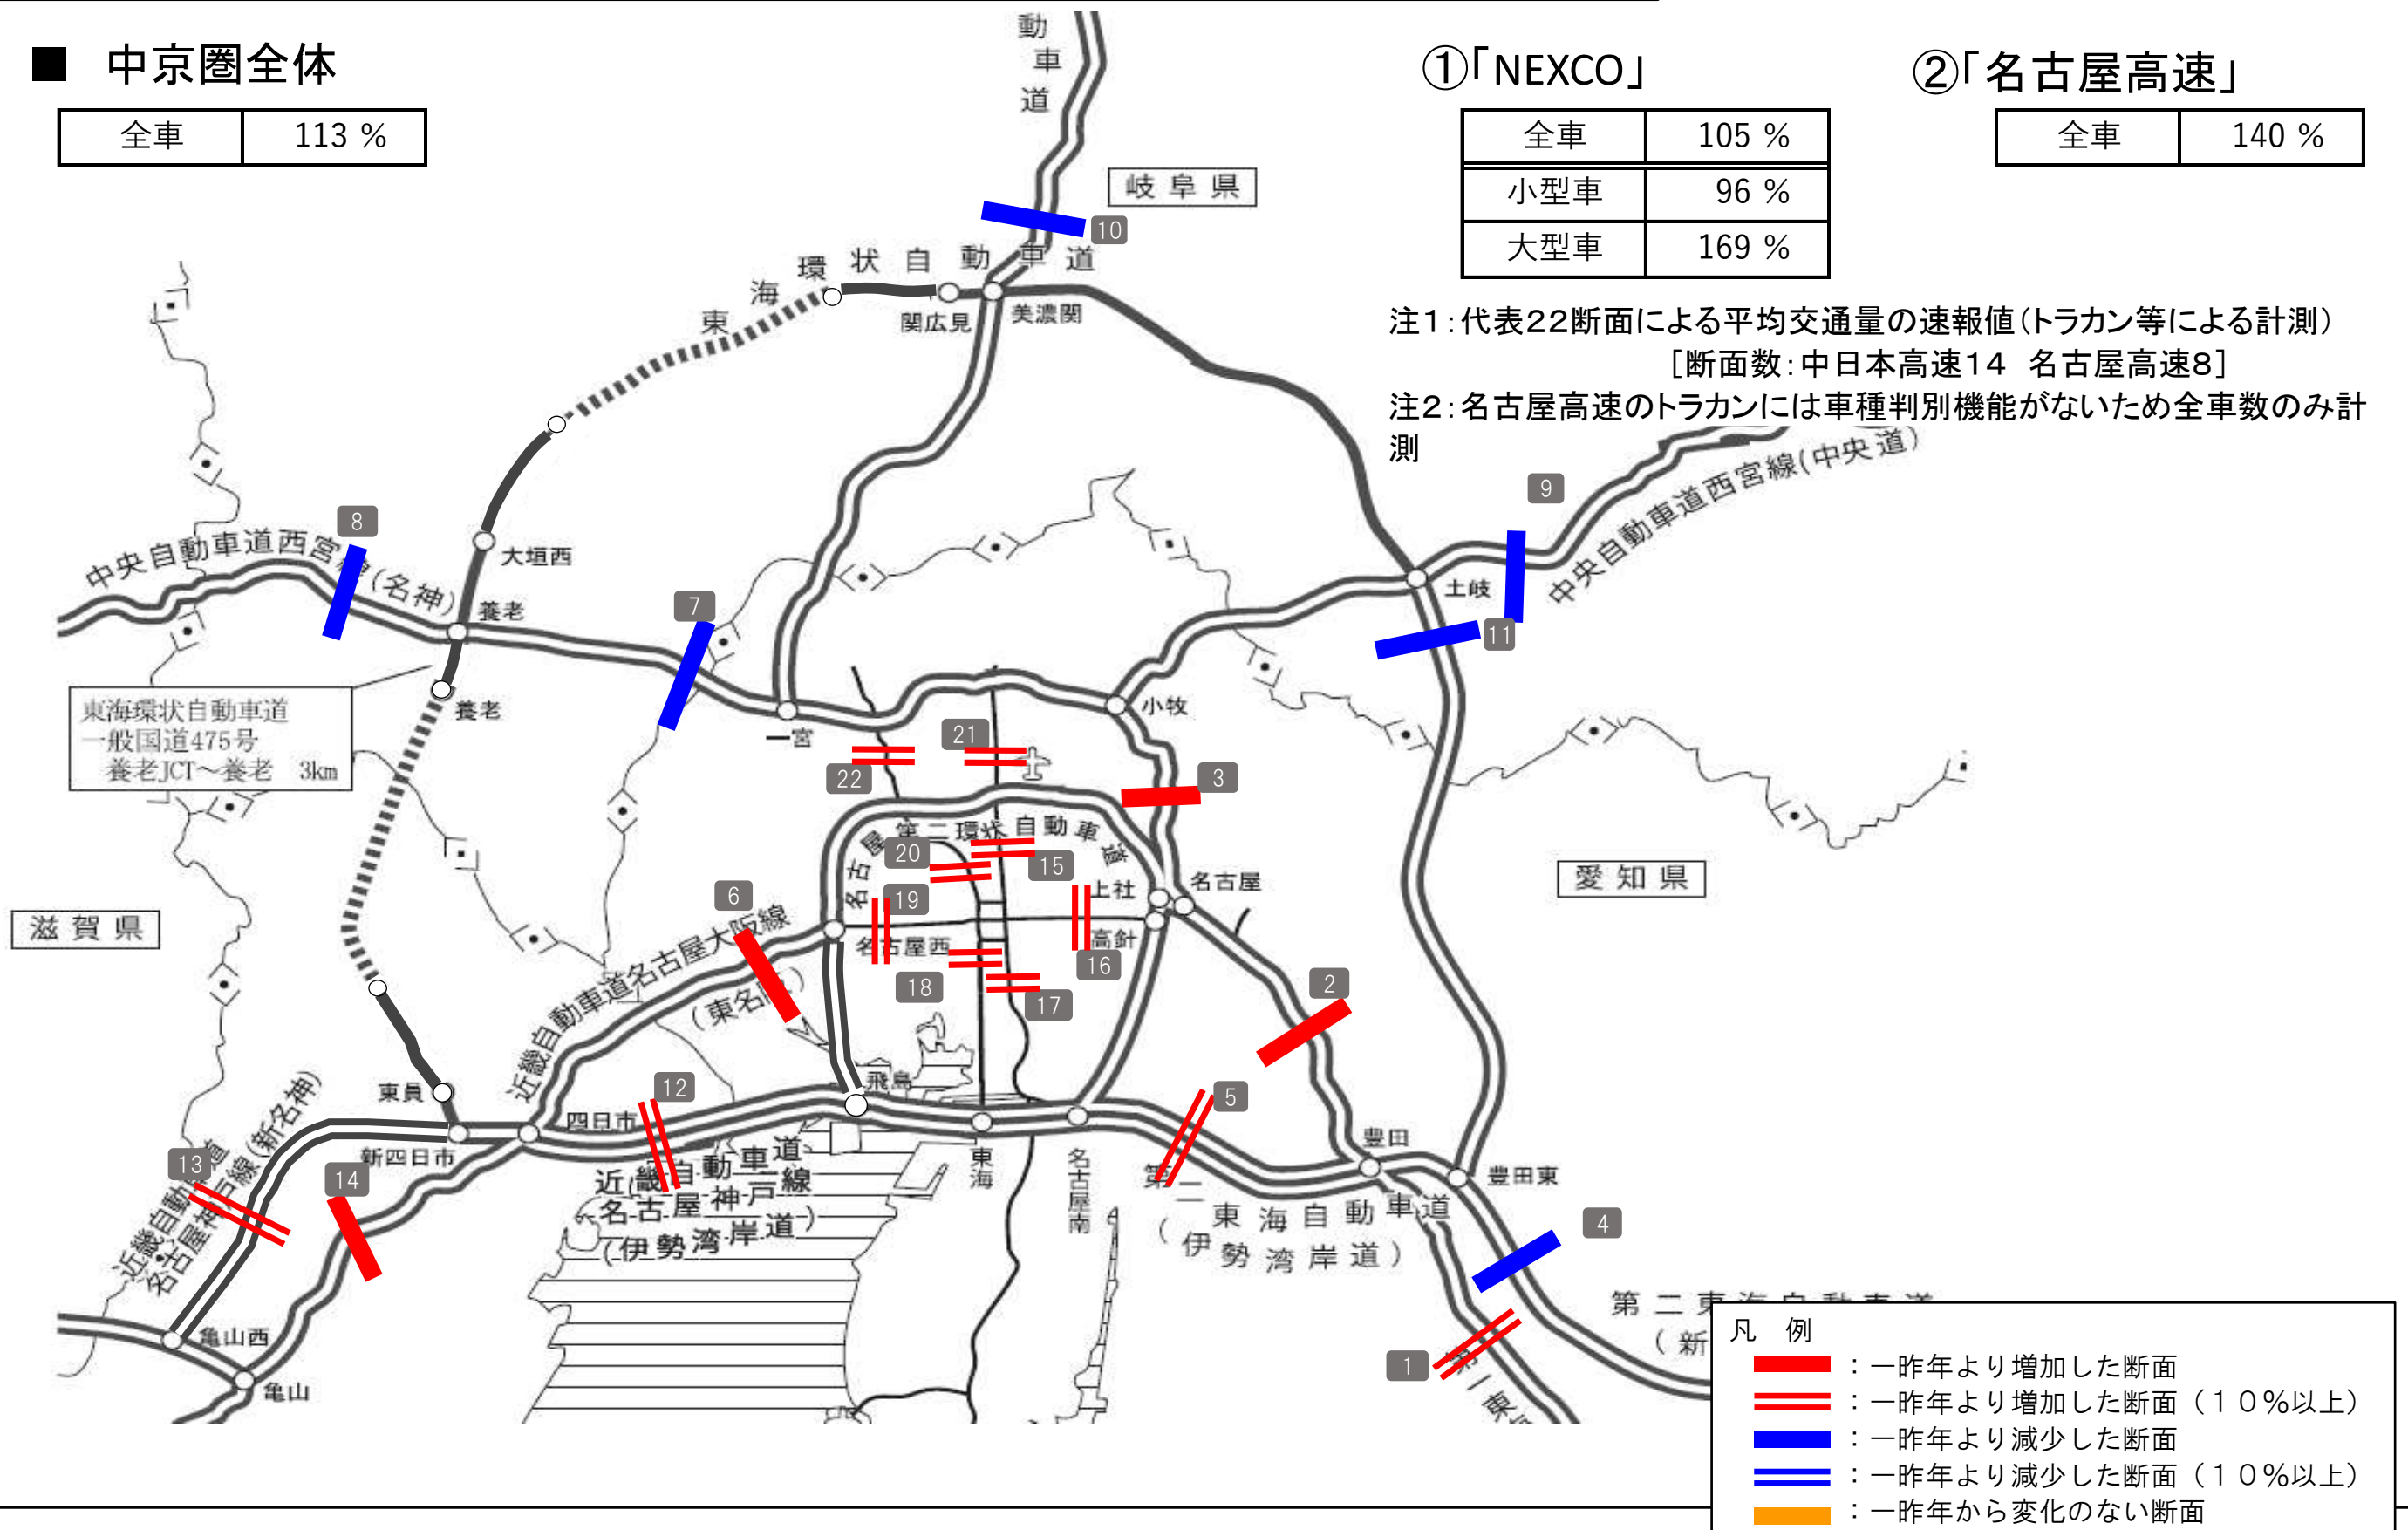 ■ 中京圏全体
全車 113 %
①「NEXCO」
全車 105 %
小型車 96 %
大型車 169 %
②「名古屋高速」
全車 140 %
注1：代表22断面による平均交通量の速報値（トラカン等による計測）
［断面数：中日本高速14 名古屋高速8］
注2：名古屋高速のトラカンには車種判別機能がないため全車数のみ計
測
動車道
岐阜県
10
東海環状自動車道
関広見
美濃関
9
中央自動車道西宮線(中央道)
8
中央自動車道西宮線(名神)
大垣西
養老
7
土岐
11
東海環状自動車道
一般国道475号
養老JCT～養老 3km
養老
一宮
小牧
21
22
3
名古屋第二環状自動車道
20
15
19
上社
名古屋
愛知県
滋賀県
6
近畿自動車道名古屋大阪線
(東名阪)
名古屋西
高針
16
18
17
2
飛島
東員
12
5
四日市
新四日市
13
14
近畿自動車道
名古屋神戸線(新名神)
近畿自動車道
名古屋神戸線
(伊勢湾岸道)
東海
名古屋南
豊田
豊田東
第二東海自動車道
(伊勢湾岸道)
4
亀山西
亀山
1
第一東
第二東海自動車道
(新
凡 例
：一昨年より増加した断面
：一昨年より増加した断面（１０％以上）
：一昨年より減少した断面
：一昨年より減少した断面（１０％以上）
：一昨年から変化のない断面